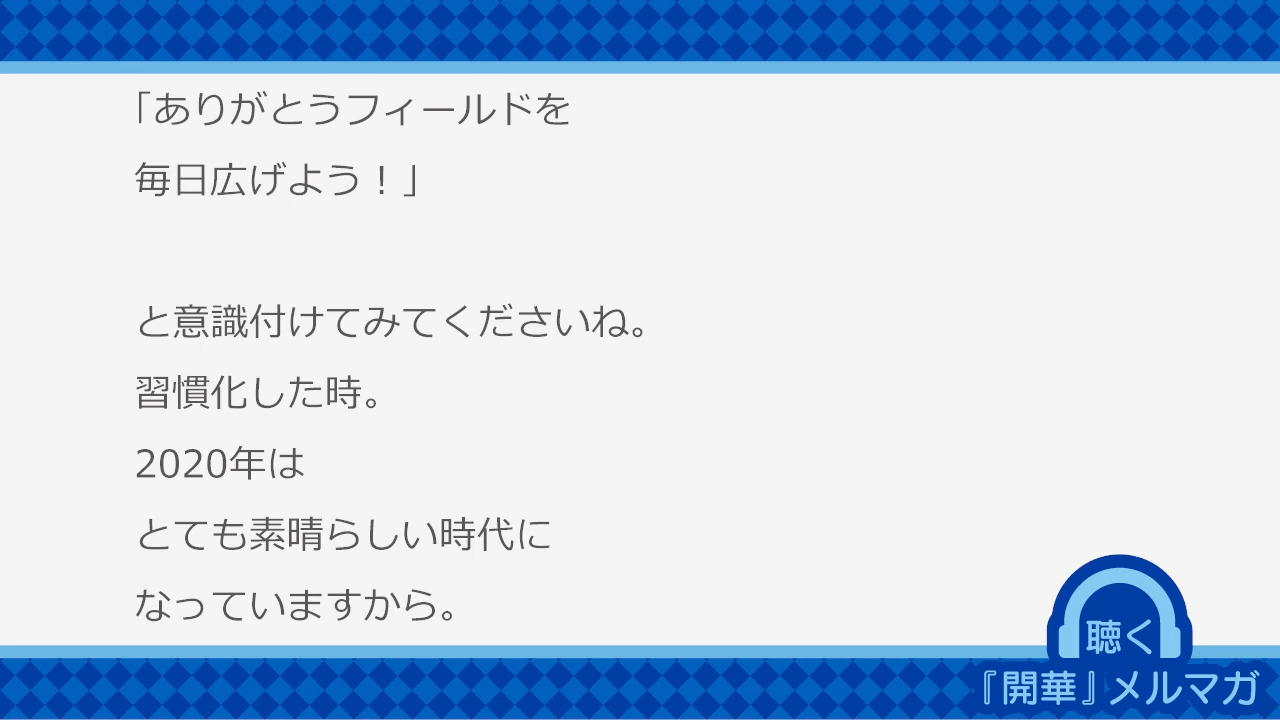 「ありがとうフィールドを
毎日広げよう！」
と意識付けてみてくださいね。
習慣化した時。
2020年は
とても素晴らしい時代に
なっていますから。
聴く
『開華』メルマガ